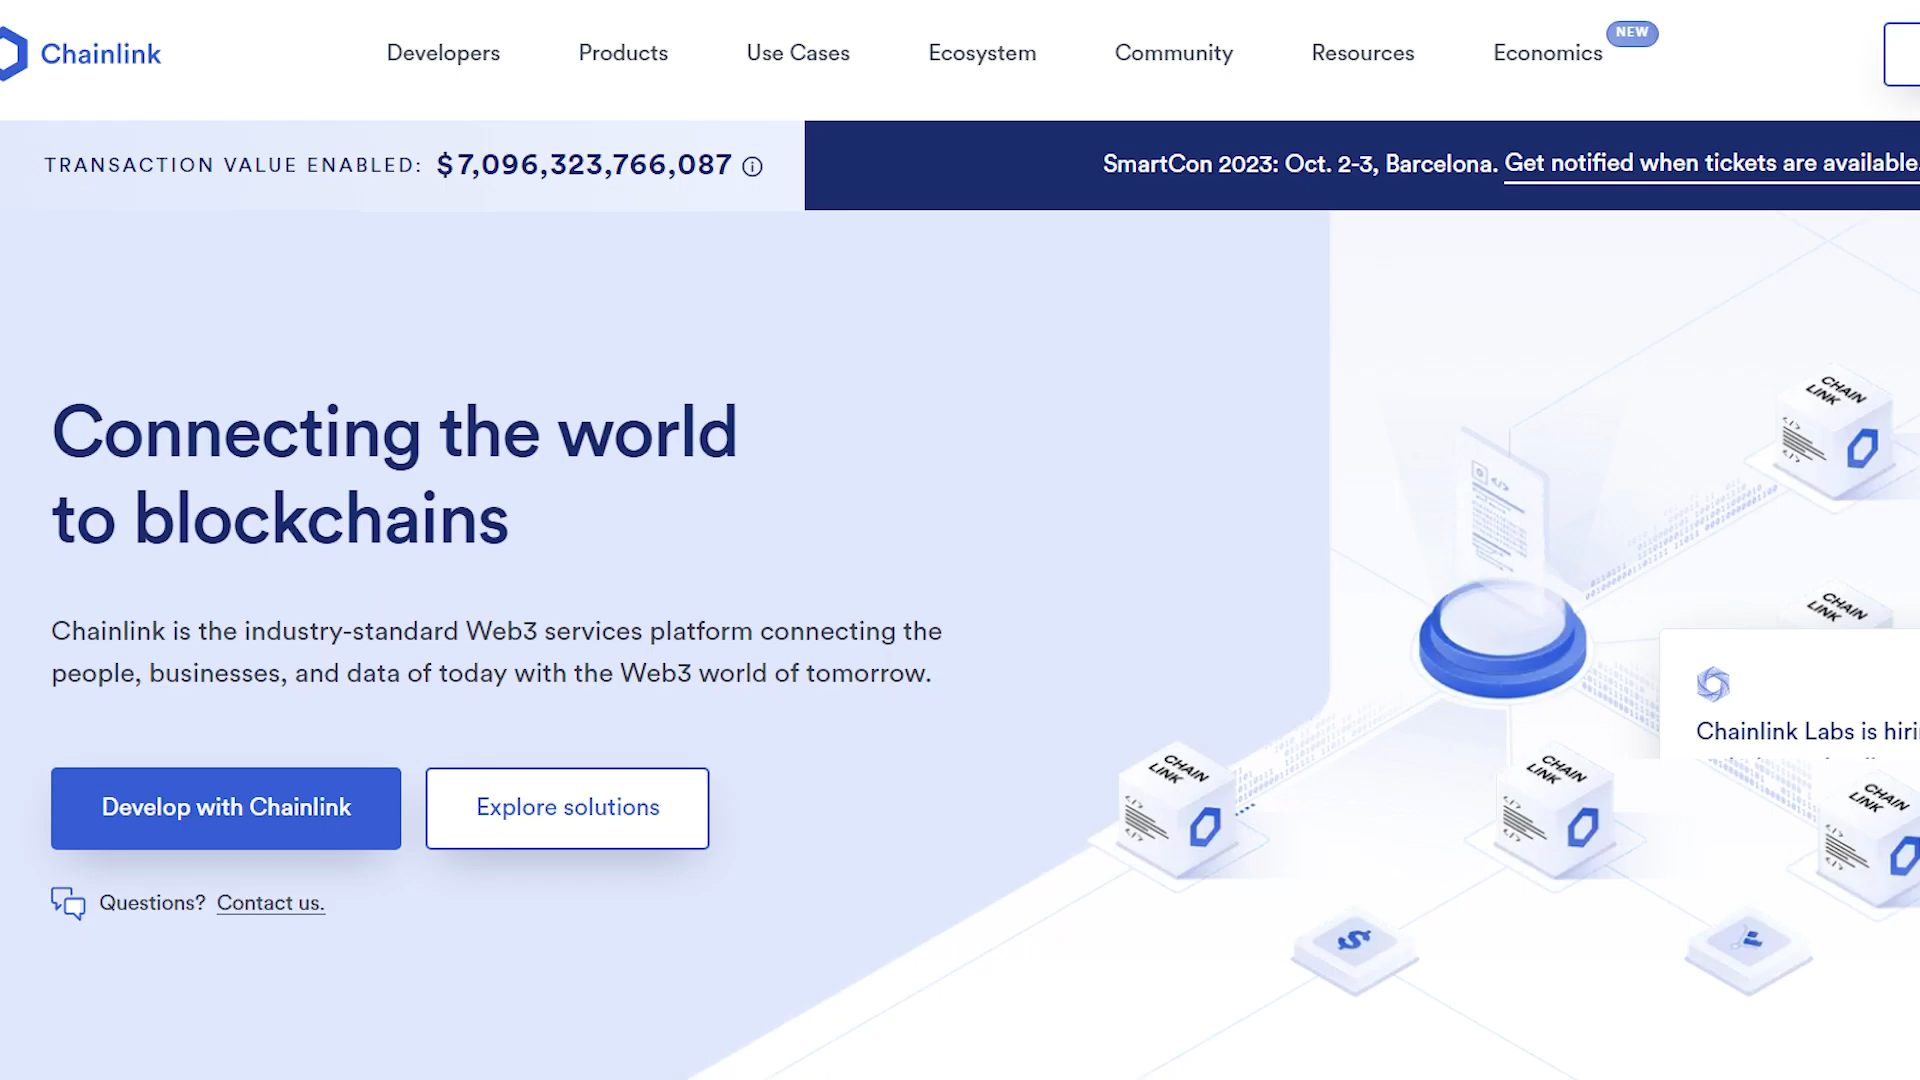 Chainlink
Developers
Products
Use Cases
Ecosystem
Community
Resources
Economics
NEW
TRANSACTION VALUE ENABLED: $7,096,323,766,087
SmartCon 2023: Oct. 2-3, Barcelona. Get notified when tickets are available.
Connecting the world
to blockchains
Chainlink is the industry-standard Web3 services platform connecting the
people, businesses, and data of today with the Web3 world of tomorrow.
Develop with Chainlink
Explore solutions
Questions? Contact us.
CHAIN
LINK
CHAIN
LINK
Chainlink Labs is hiri
CHAIN
LINK
CHAIN
LINK
CHAIN
LINK